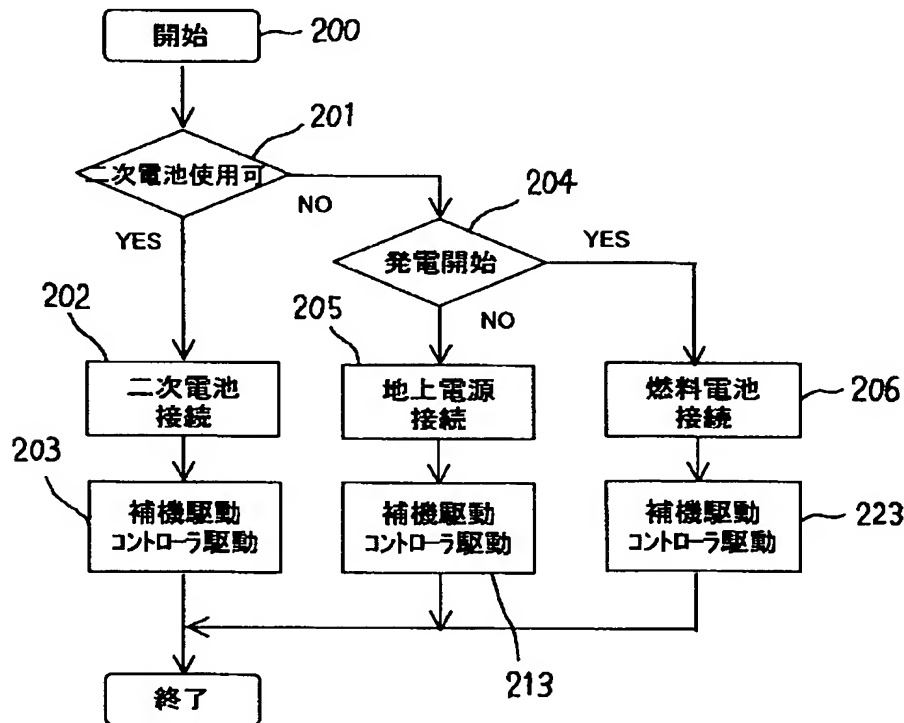 開始
200
201
二次電池使用可
204
NO
YES
発電開始
YES
202
205
NO
二次電池
接続
地上電源
接続
燃料電池
接続
206
203
補機駆動
コントローラ駆動
補機駆動
コントローラ駆動
補機駆動
コントローラ駆動
223
213
終了